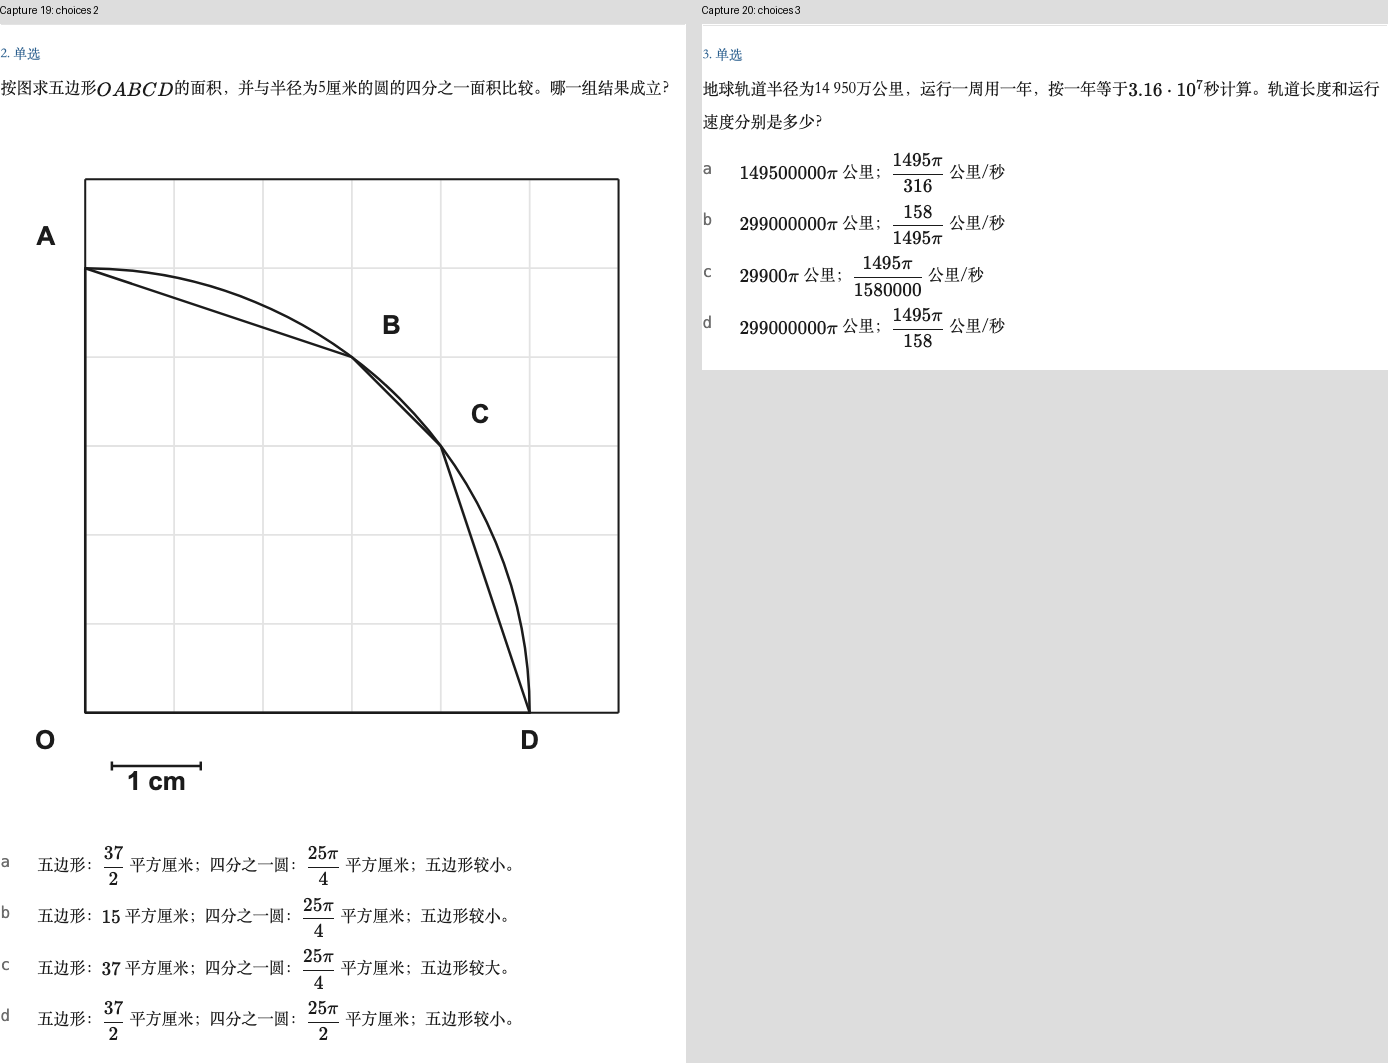 Capture 19: choices 2
2. 单选
按图求五边形OABCD的面积，并与半径为5厘米的圆的四分之一面积比较。哪一组结果成立？
A
B
C
O
D
1 cm
a 五边形：37/2 平方厘米；四分之一圆：25π/4 平方厘米；五边形较小。
b 五边形：15 平方厘米；四分之一圆：25π/4 平方厘米；五边形较小。
c 五边形：37 平方厘米；四分之一圆：25π/4 平方厘米；五边形较大。
d 五边形：37/2 平方厘米；四分之一圆：25π/2 平方厘米；五边形较小。
Capture 20: choices 3
3. 单选
地球轨道半径为14 950万公里，运行一周用一年，按一年等于3.16 · 10⁷秒计算。轨道长度和运行
速度分别是多少？
a 149500000π 公里；1495π/316 公里/秒
b 299000000π 公里；158/1495π 公里/秒
c 29900π 公里；1495π/1580000 公里/秒
d 299000000π 公里；1495π/158 公里/秒